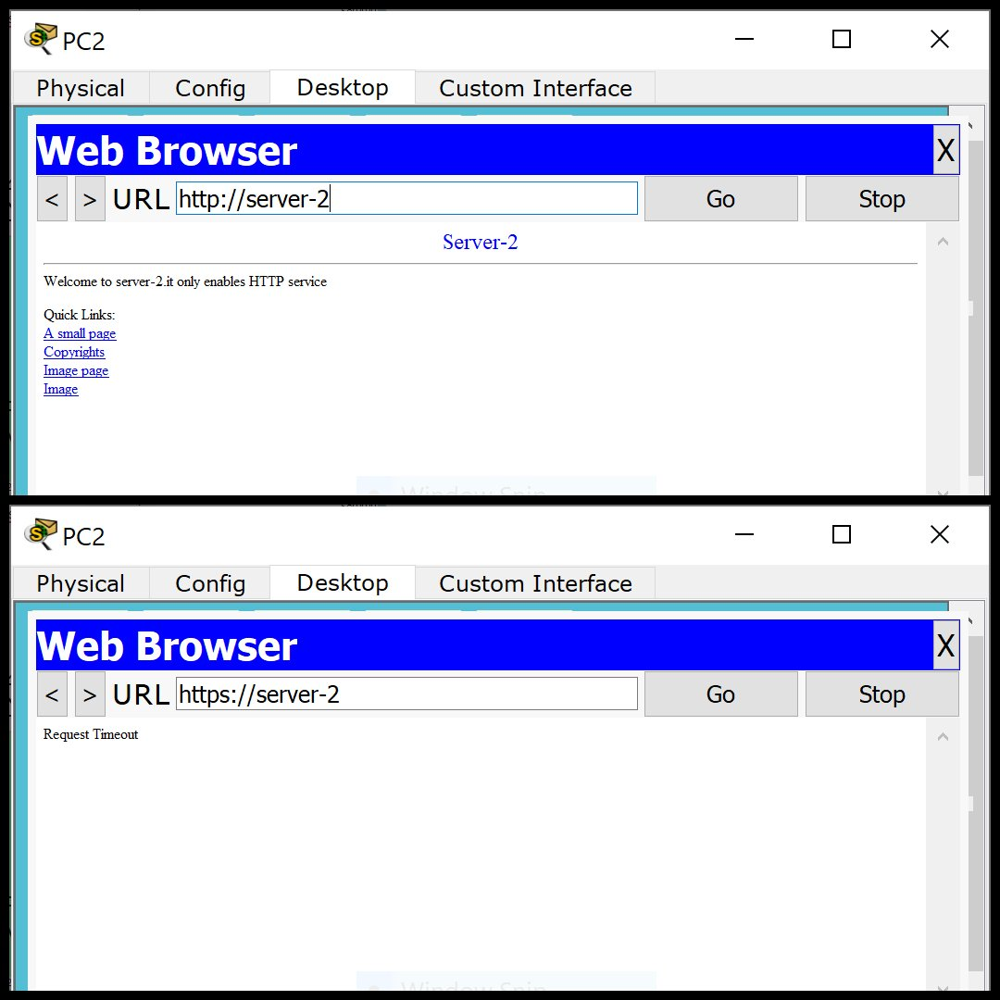 PC2
Physical Config Desktop Custom Interface
Web Browser X
< > URL http://server-2 Go Stop
Server-2
Welcome to server-2.it only enables HTTP service
Quick Links:
A small page
Copyrights
Image page
Image
Window Snip
PC2
Physical Config Desktop Custom Interface
Web Browser X
< > URL https://server-2 Go Stop
Request Timeout
Window Snip